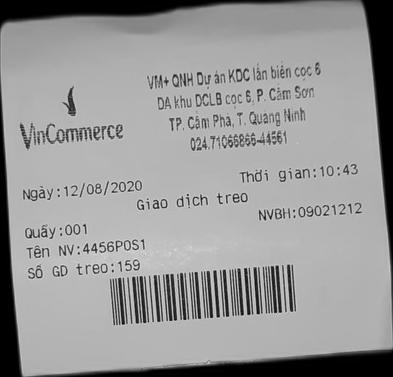 VinCommerce
VM+ QNH Dự án KDC lấn biển cọc 6
DA khu DCLB cọc 6, P. Cẩm Sơn
TP. Cẩm Phả, T. Quảng Ninh
024.71066866-44561
Ngày:12/08/2020 Thời gian:10:43
Giao dịch treo
Quầy:001 NVBH:09021212
Tên NV:4456POS1
Số GD treo:159